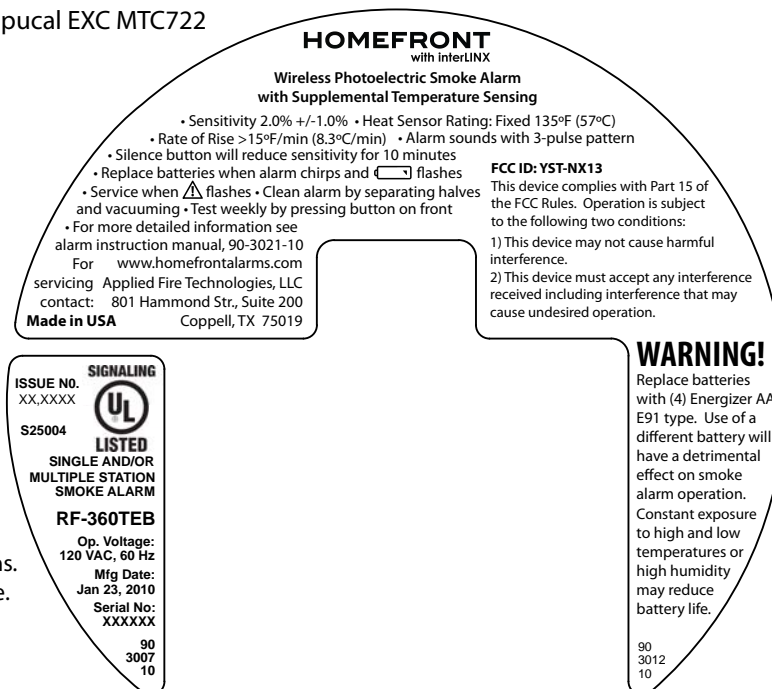 pucal EXC MTC722
HOMEFRONT
with interLINX
Wireless Photoelectric Smoke Alarm
with Supplemental Temperature Sensing
• Sensitivity 2.0% +/-1.0% • Heat Sensor Rating: Fixed 135ºF (57ºC)
• Rate of Rise >15ºF/min (8.3ºC/min) • Alarm sounds with 3-pulse pattern
• Silence button will reduce sensitivity for 10 minutes
• Replace batteries when alarm chirps and flashes
• Service when flashes • Clean alarm by separating halves
and vacuuming • Test weekly by pressing button on front
• For more detailed information see
alarm instruction manual, 90-3021-10
For www.homefrontalarms.com
servicing Applied Fire Technologies, LLC
contact: 801 Hammond Str., Suite 200
Made in USA Coppell, TX 75019
FCC ID: YST-NX13
This device complies with Part 15 of
the FCC Rules. Operation is subject
to the following two conditions:
1) This device may not cause harmful
interference.
2) This device must accept any interference
received including interference that may
cause undesired operation.
ISSUE N0.
XX,XXXX
S25004
SIGNALING
UL
LISTED
SINGLE AND/OR
MULTIPLE STATION
SMOKE ALARM
RF-360TEB
Op. Voltage:
120 VAC, 60 Hz
Mfg Date:
Jan 23, 2010
Serial No:
XXXXXX
90
3007
10
WARNING!
Replace batteries
with (4) Energizer AA
E91 type. Use of a
different battery will
have a detrimental
effect on smoke
alarm operation.
Constant exposure
to high and low
temperatures or
high humidity
may reduce
battery life.
90
3012
10
ns.
e.